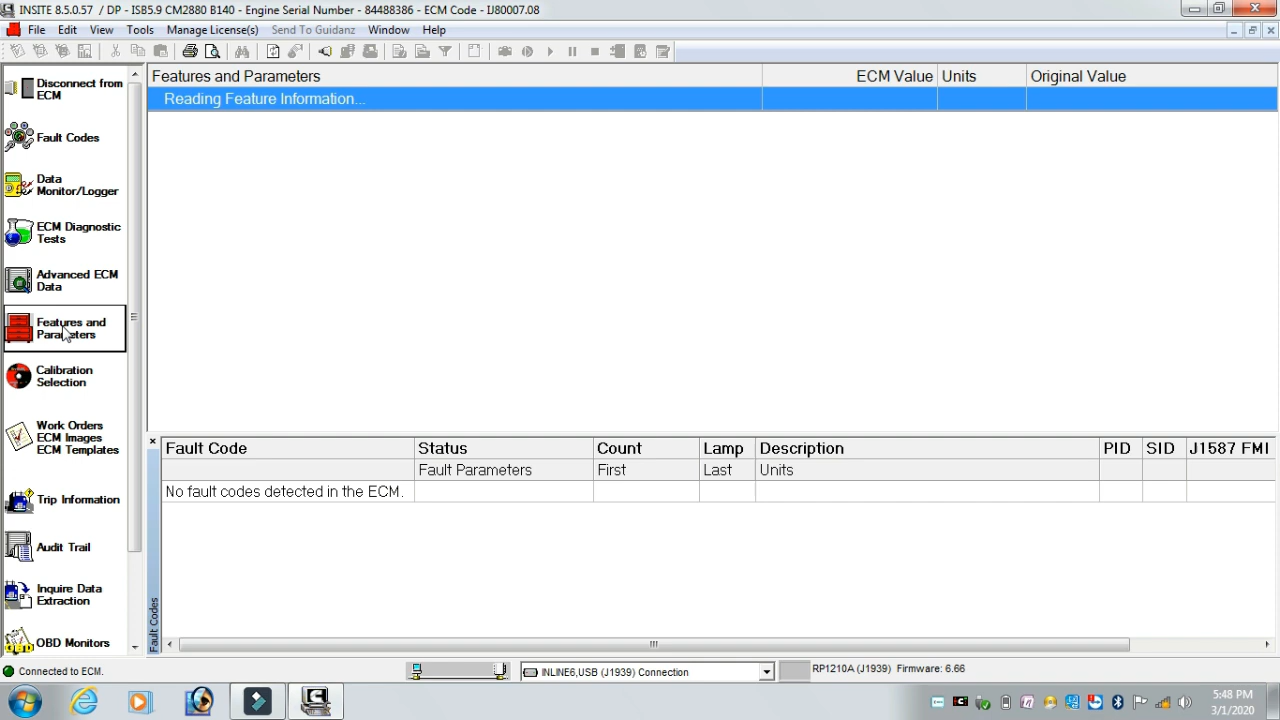 INSITE 8.5.0.57 / DP - ISB5.9 CM2880 B140 - Engine Serial Number - 84488386 - ECM Code - IJ80007.08
File Edit View Tools Manage License(s) Send To Guidanz Window Help
Disconnect from
ECM
Fault Codes
Data
Monitor/Logger
ECM Diagnostic
Tests
Advanced ECM
Data
Features and
Parameters
Calibration
Selection
Work Orders
ECM Images
ECM Templates
Trip Information
Audit Trail
Inquire Data
Extraction
OBD Monitors
Features and Parameters ECM Value Units Original Value
Reading Feature Information...
Fault Code Status Count Lamp Description PID SID J1587 FMI
Fault Parameters First Last Units
No fault codes detected in the ECM.
Fault Codes
Connected to ECM.
INLINE6,USB (J1939) Connection
RP1210A (J1939) Firmware: 6.66
5:48 PM
3/1/2020